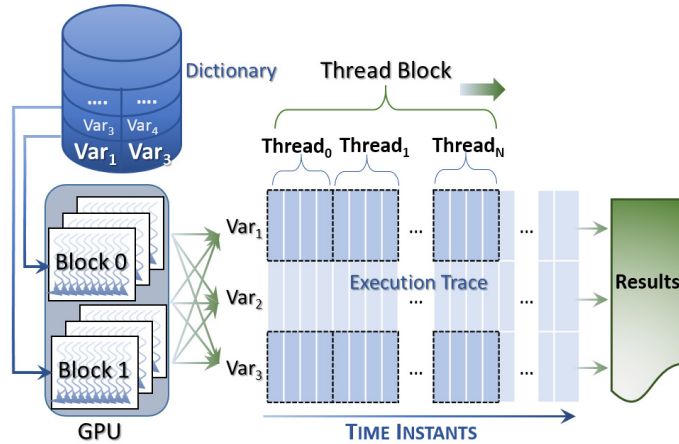 Dictionary
Thread Block
.... ....
Var3 Var4
Var1 Var3
Thread0 Thread1 ThreadN
Block 0
Block 1
GPU
Var1 ... ...
Execution Trace
Var2 ... ...
Var3 ... ...
Results
TIME INSTANTS